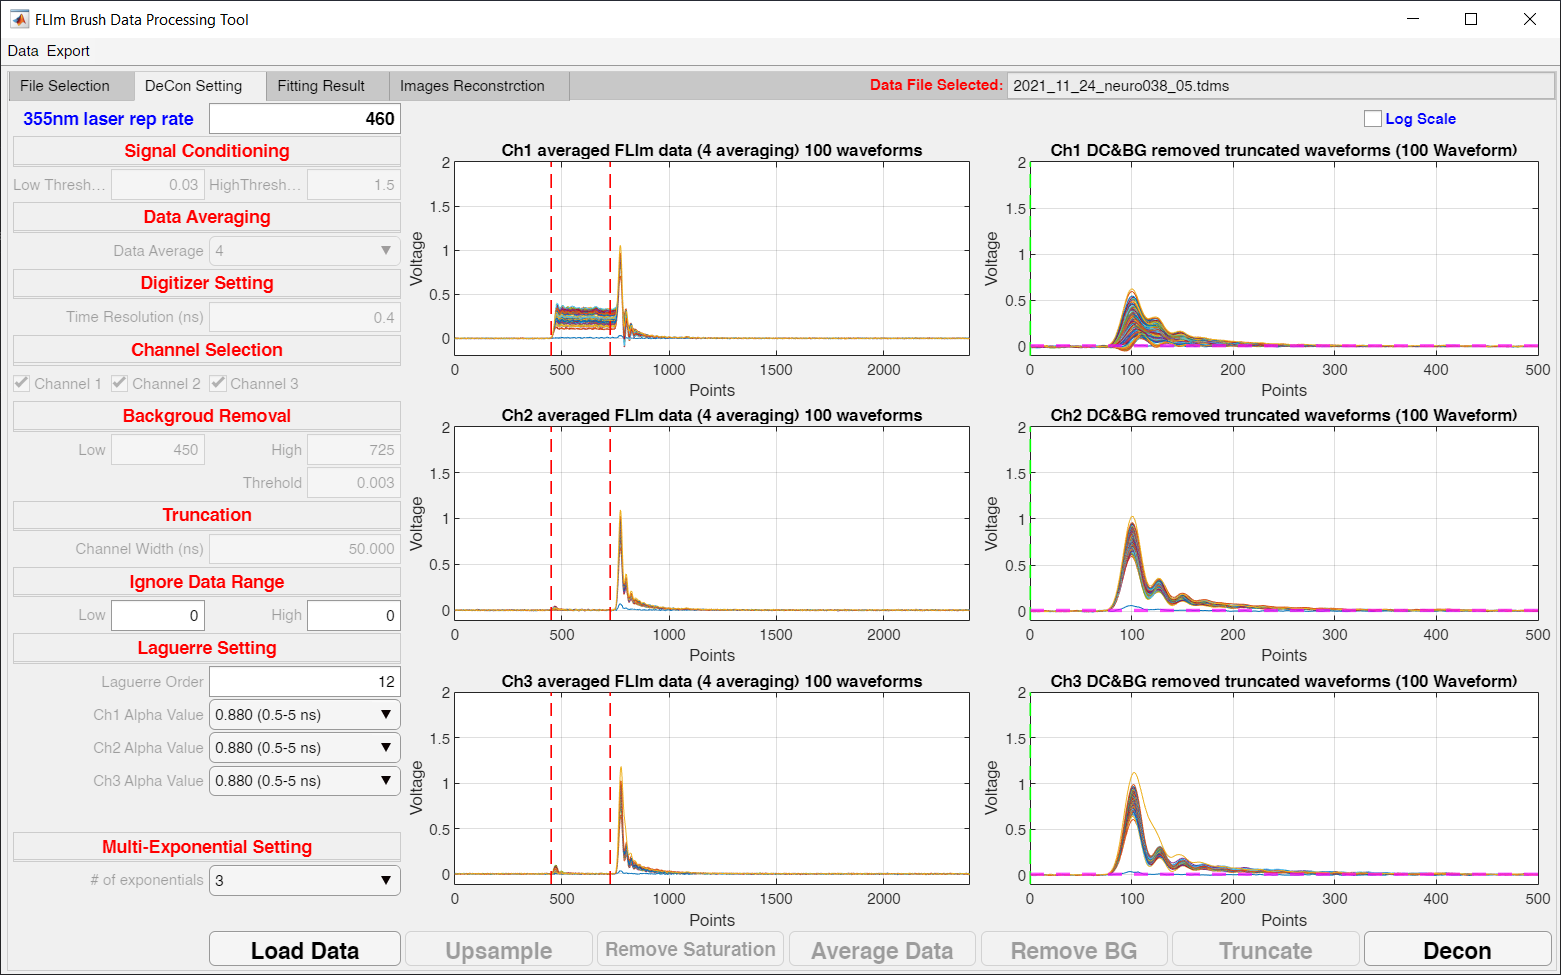 FLIm Brush Data Processing Tool
Data Export
File Selection DeCon Setting Fitting Result Images Reconstrction Data File Selected: 2021_11_24_neuro038_05.tdms
355nm laser rep rate 460
Log Scale
Signal Conditioning
Low Thresh... 0.03 HighThresh... 1.5
Data Averaging
Data Average 4
Digitizer Setting
Time Resolution (ns) 0.4
Channel Selection
Channel 1 Channel 2 Channel 3
Backgroud Removal
Low 450 High 725
Threhold 0.003
Truncation
Channel Width (ns) 50.000
Ignore Data Range
Low 0 High 0
Laguerre Setting
Laguerre Order 12
Ch1 Alpha Value 0.880 (0.5-5 ns)
Ch2 Alpha Value 0.880 (0.5-5 ns)
Ch3 Alpha Value 0.880 (0.5-5 ns)
Multi-Exponential Setting
# of exponentials 3
Ch1 averaged FLIm data (4 averaging) 100 waveforms
2
1.5
1
0.5
0
Voltage
0 500 1000 1500 2000
Points
Ch1 DC&BG removed truncated waveforms (100 Waveform)
2
1.5
1
0.5
0
Voltage
0 100 200 300 400 500
Points
Ch2 averaged FLIm data (4 averaging) 100 waveforms
2
1.5
1
0.5
0
Voltage
0 500 1000 1500 2000
Points
Ch2 DC&BG removed truncated waveforms (100 Waveform)
2
1.5
1
0.5
0
Voltage
0 100 200 300 400 500
Points
Ch3 averaged FLIm data (4 averaging) 100 waveforms
2
1.5
1
0.5
0
Voltage
0 500 1000 1500 2000
Points
Ch3 DC&BG removed truncated waveforms (100 Waveform)
2
1.5
1
0.5
0
Voltage
0 100 200 300 400 500
Points
Load Data Upsample Remove Saturation Average Data Remove BG Truncate Decon